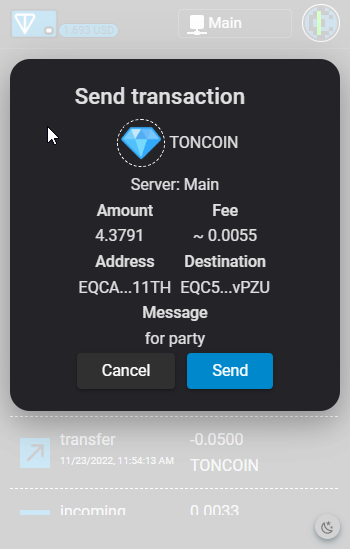 1.693 USD
Main
Send transaction
TONCOIN
Server: Main
Amount Fee
4.3791 ~ 0.0055
Address Destination
EQCA...11TH EQC5...vPZU
Message
for party
Cancel Send
transfer -0.0500
11/23/2022, 11:54:13 AM TONCOIN
incoming 0.0033